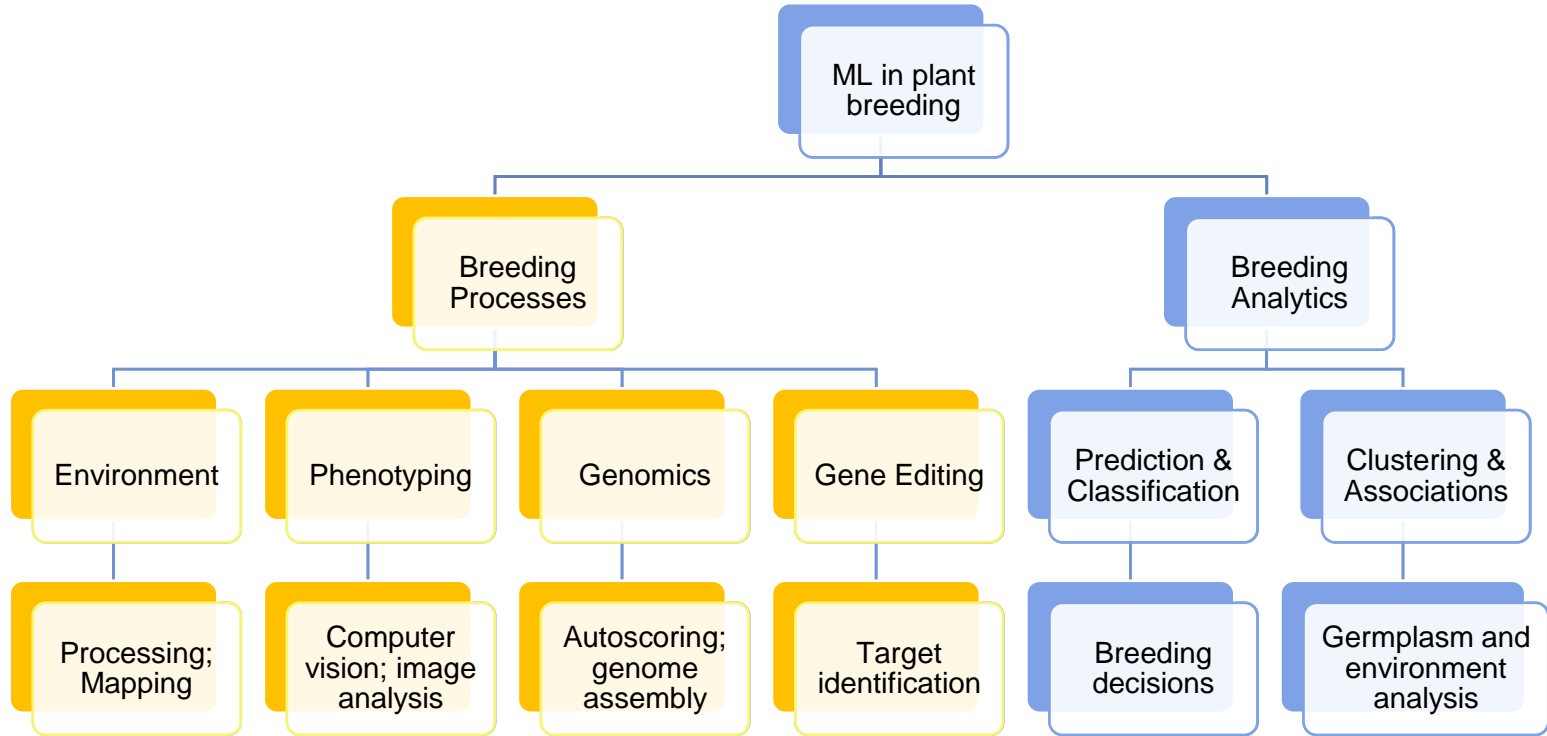 ML in plant
breeding
Breeding
Processes
Breeding
Analytics
Environment
Phenotyping
Genomics
Gene Editing
Prediction &
Classification
Clustering &
Associations
Processing;
Mapping
Computer
vision; image
analysis
Autoscoring;
genome
assembly
Target
identification
Breeding
decisions
Germplasm and
environment
analysis